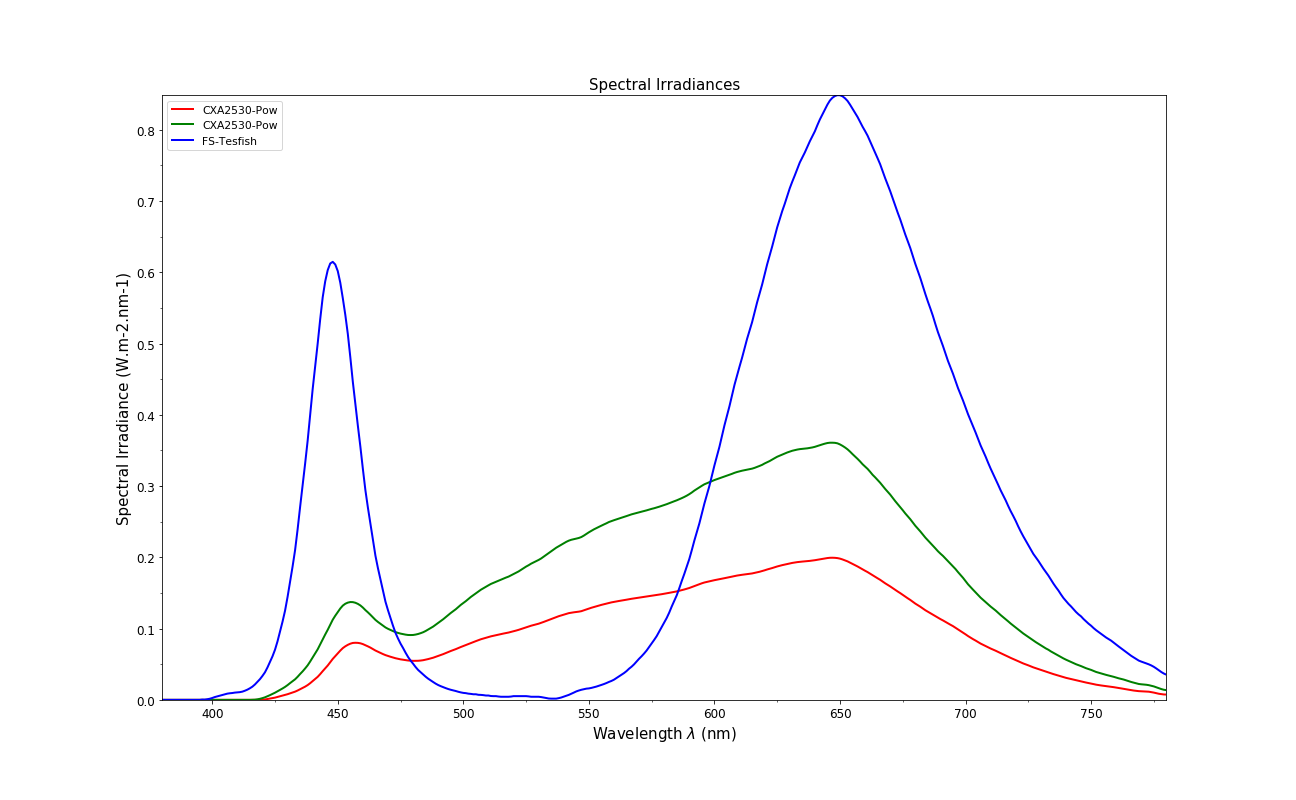 Spectral Irradiances
CXA2530-Pow
CXA2530-Pow
FS-Tesfish
Spectral Irradiance (W.m-2.nm-1)
0.8
0.7
0.6
0.5
0.4
0.3
0.2
0.1
0.0
400 450 500 550 600 650 700 750
Wavelength λ (nm)